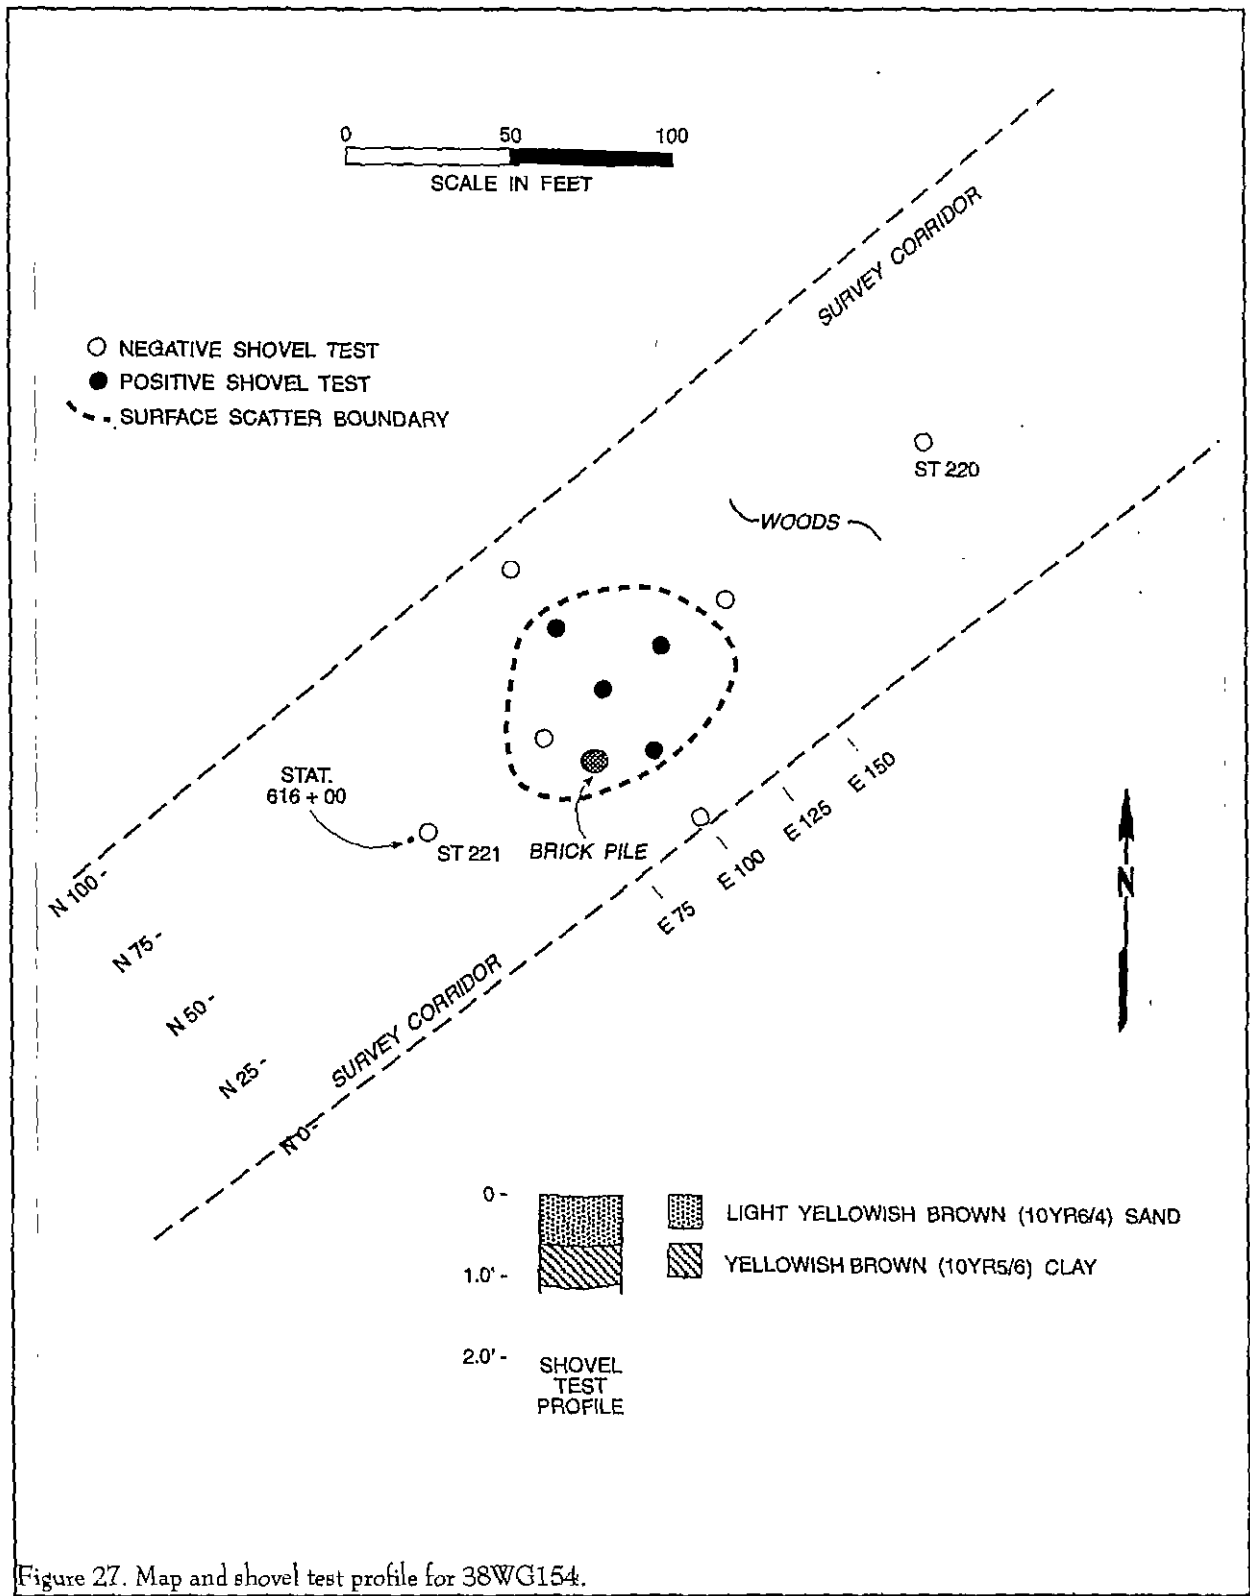 0 50 100
SCALE IN FEET
SURVEY CORRIDOR
NEGATIVE SHOVEL TEST
POSITIVE SHOVEL TEST
SURFACE SCATTER BOUNDARY
ST 220
WOODS
STAT.
616 + 00
ST 221
BRICK PILE
E 75
E 100
E 125
E 150
N 100 -
N 75 -
N 50 -
N 25 -
N 0 -
SURVEY CORRIDOR
N
0 -
1.0' -
2.0' -
SHOVEL
TEST
PROFILE
LIGHT YELLOWISH BROWN (10YR6/4) SAND
YELLOWISH BROWN (10YR5/6) CLAY
Figure 27. Map and shovel test profile for 38WG154.